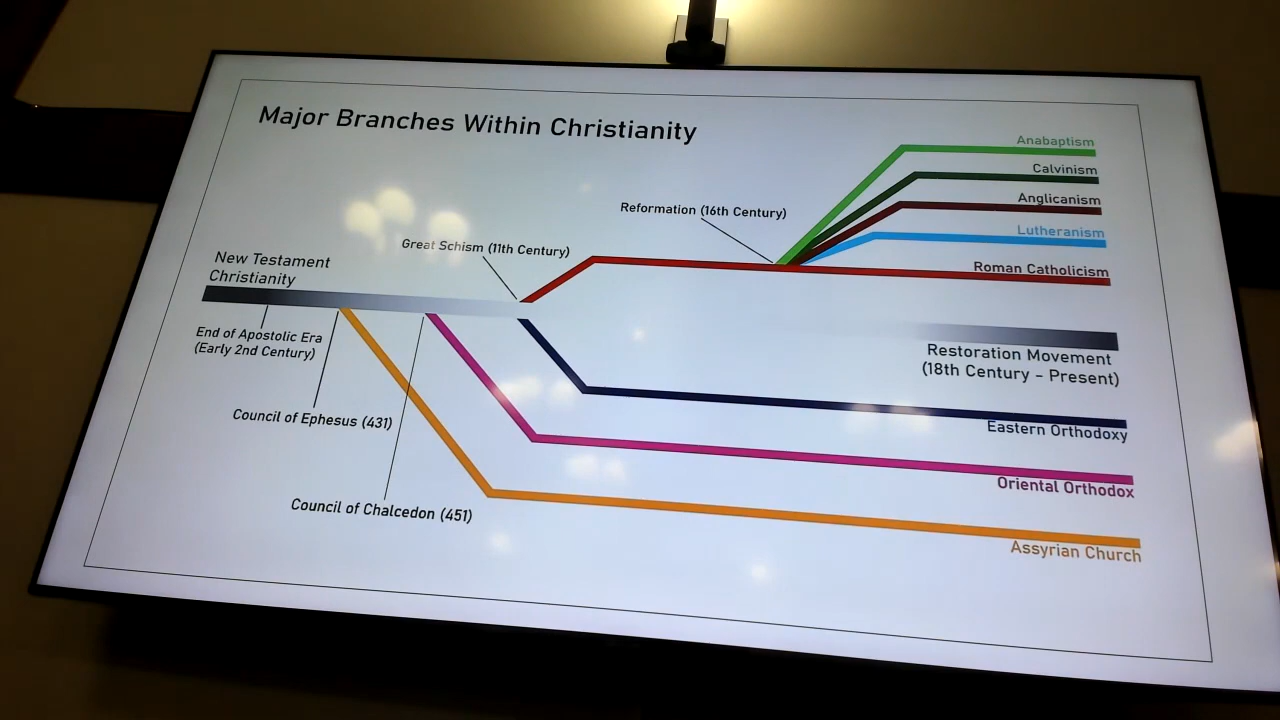 Major Branches Within Christianity
Anabaptism
Calvinism
Anglicanism
Lutheranism
Reformation (16th Century)
Great Schism (11th Century)
Roman Catholicism
New Testament
Christianity
End of Apostolic Era
(Early 2nd Century)
Restoration Movement
(18th Century - Present)
Council of Ephesus (431)
Eastern Orthodoxy
Oriental Orthodox
Council of Chalcedon (451)
Assyrian Church